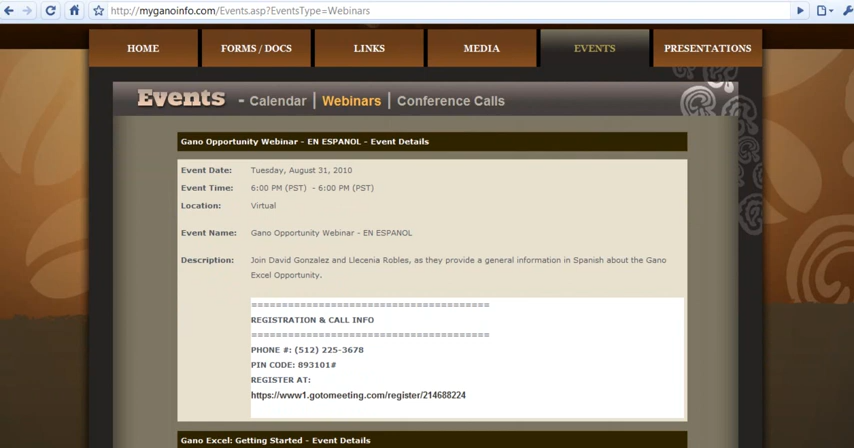 http://myganoinfo.com/Events.asp?EventsType=Webinars
HOME FORMS / DOCS LINKS MEDIA EVENTS PRESENTATIONS
Events - Calendar | Webinars | Conference Calls
Gano Opportunity Webinar - EN ESPANOL - Event Details
Event Date: Tuesday, August 31, 2010
Event Time: 6:00 PM (PST) - 6:00 PM (PST)
Location: Virtual
Event Name: Gano Opportunity Webinar - EN ESPANOL
Description: Join David Gonzalez and Llecenia Robles, as they provide a general information in Spanish about the Gano
Excel Opportunity.
=======================================
REGISTRATION & CALL INFO
=======================================
PHONE #: (512) 225-3678
PIN CODE: 893101#
REGISTER AT:
https://www1.gotomeeting.com/register/214688224
Gano Excel: Getting Started - Event Details